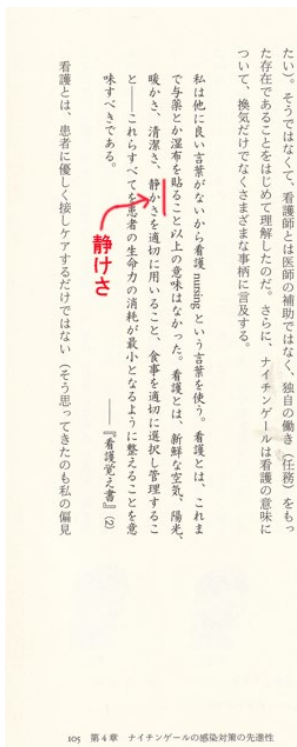 たい)。そうではなくて、看護師とは医師の補助ではなく、独自の働き(任務)をもっ
た存在であることをはじめて理解したのだ。さらに、ナイチンゲールは看護の意味に
ついて、換気だけでなくさまざまな事柄に言及する。
私は他に良い言葉がないから看護 nursing という言葉を使う。看護とは、これま
で与薬とか湿布を貼ること以上の意味はなかった。看護とは、新鮮な空気、陽光、
暖かさ、清潔さ、静かさを適切に用いること、食事を適切に選択し管理するこ
と——これらすべてを患者の生命力の消耗が最小となるように整えることを意
味すべきである。
——『看護覚え書』(2)
看護とは、患者に優しく接しケアするだけではない(そう思ってきたのも私の偏見
静けさ
105 第4章 ナイチンゲールの感染対策の先進性